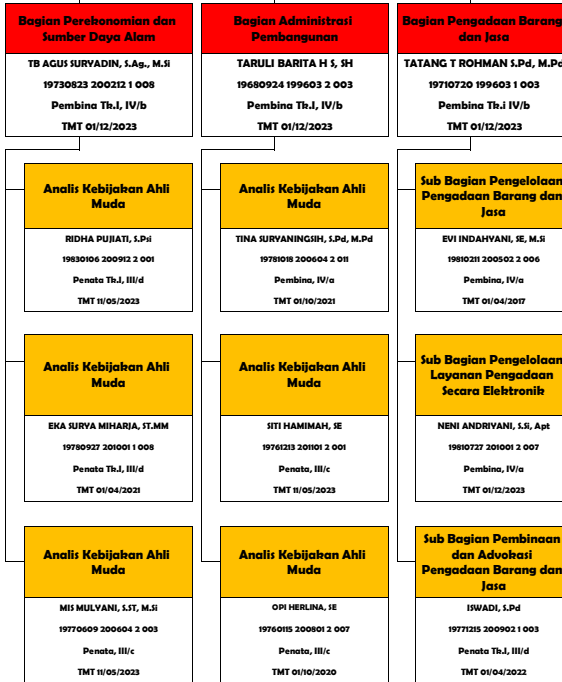 Bagian Perekonomian dan
Sumber Daya Alam
TB AGUS SURYADIN, S.Ag., M.Si
19730823 200212 1 008
Pembina Tk.I, IV/b
TMT 01/12/2023
Analis Kebijakan Ahli
Muda
RIDHA PUJIATI, S.Psi
19830106 200912 2 001
Penata Tk.I, III/d
TMT 11/05/2023
Analis Kebijakan Ahli
Muda
EKA SURYA MIHARJA, ST.MM
19780927 201001 1 008
Penata Tk.I, III/d
TMT 01/04/2021
Analis Kebijakan Ahli
Muda
MIS MULYANI, S.ST, M.Si
19770609 200604 2 003
Penata, III/c
TMT 11/05/2023
Bagian Administrasi
Pembangunan
TARULI BARITA H S, SH
19680924 199603 2 003
Pembina Tk.I, IV/b
TMT 01/12/2023
Analis Kebijakan Ahli
Muda
TINA SURYANINGSIH, S.Pd, M.Pd
19781018 200604 2 011
Pembina, IV/a
TMT 01/10/2021
Analis Kebijakan Ahli
Muda
SITI HAMIMAH, SE
19761213 201101 2 001
Penata, III/c
TMT 11/05/2023
Analis Kebijakan Ahli
Muda
OPI HERLINA, SE
19760115 200801 2 007
Penata, III/c
TMT 01/10/2020
Bagian Pengadaan Barang
dan Jasa
TATANG T ROHMAN S.Pd, M.Pd
19710720 199603 1 003
Pembina Tk.i IV/b
TMT 01/12/2023
Sub Bagian Pengelolaan
Pengadaan Barang dan
Jasa
EVI INDAHYANI, SE, M.Si
19810211 200502 2 006
Pembina, IV/a
TMT 01/04/2017
Sub Bagian Pengelolaan
Layanan Pengadaan
Secara Elektronik
NENI ANDRIYANI, S.Si, Apt
19810727 201001 2 007
Pembina, IV/a
TMT 01/12/2023
Sub Bagian Pembinaan
dan Advokasi
Pengadaan Barang dan
Jasa
ISWADI, S.Pd
19771215 200902 1 003
Penata Tk.I, III/d
TMT 01/04/2022